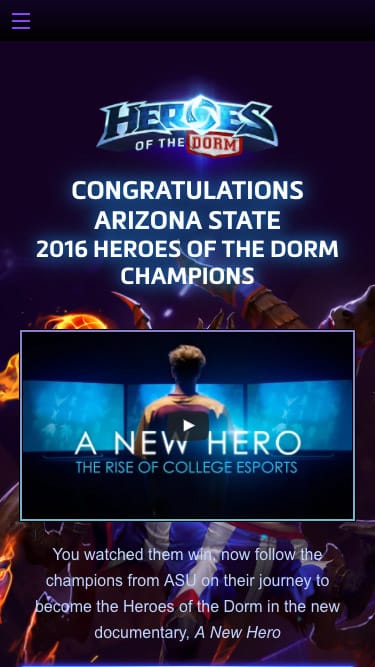 HEROES
OF THE DORM
CONGRATULATIONS
ARIZONA STATE
2016 HEROES OF THE DORM
CHAMPIONS
A NEW HERO
THE RISE OF COLLEGE ESPORTS
You watched them win, now follow the
champions from ASU on their journey to
become the Heroes of the Dorm in the new
documentary, A New Hero